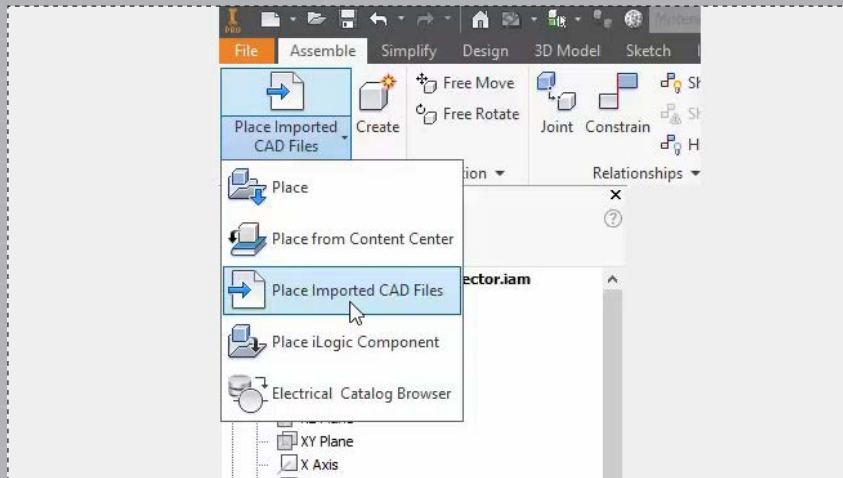 PRO
File Assemble Simplify Design 3D Model Sketch
Place Imported
CAD Files
Create
Free Move
Free Rotate
Joint Constrain
Relationships
Place
Place from Content Center
Place Imported CAD Files
ector.iam
Place iLogic Component
Electrical Catalog Browser
XY Plane
X Axis